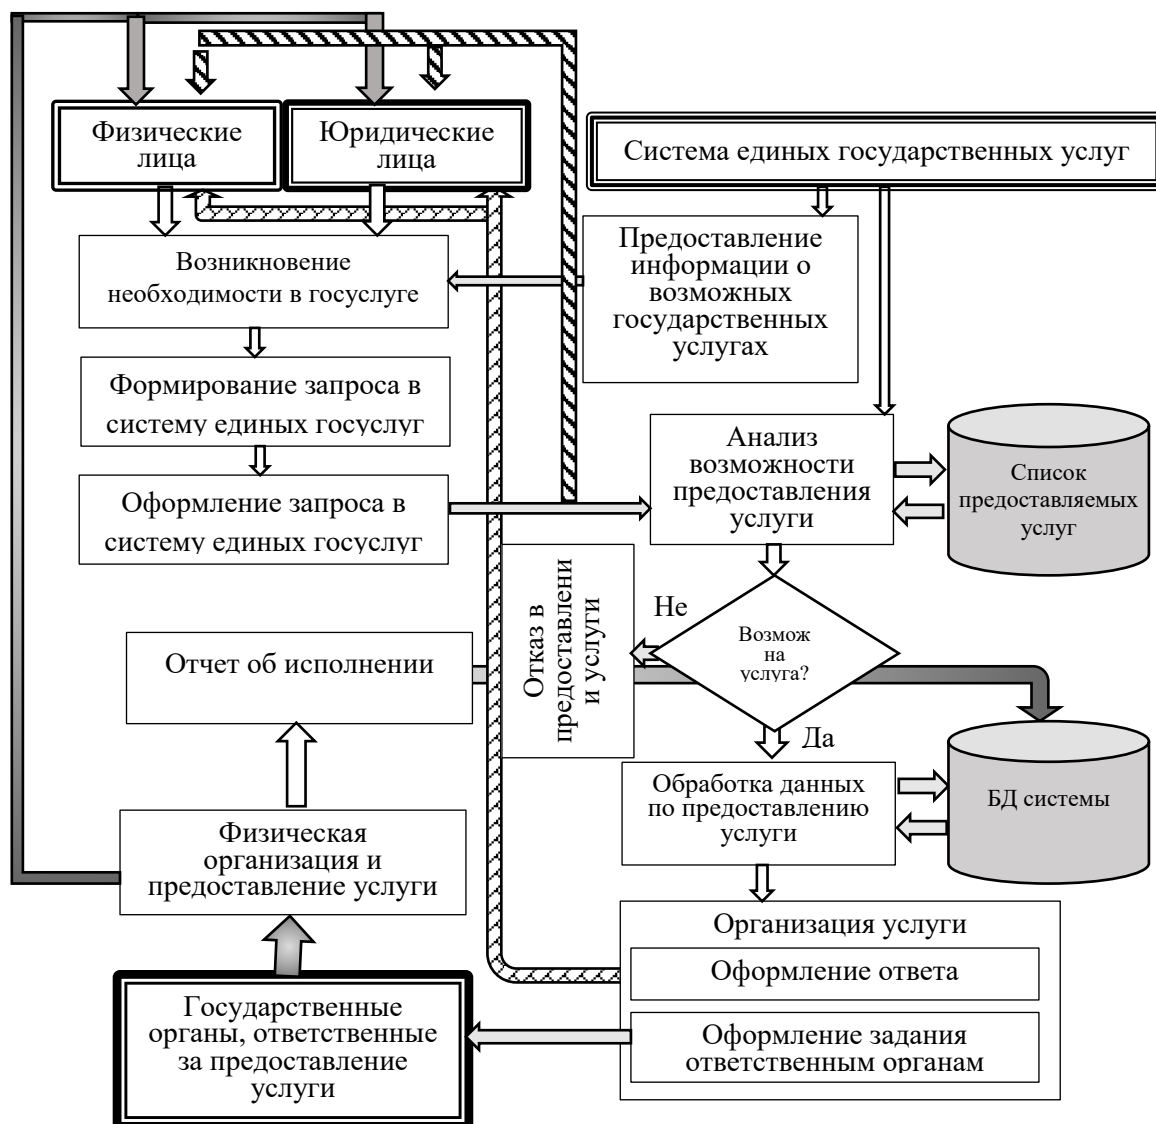 Физические
лица
Юридические
лица
Система единых государственных услуг
Возникновение
необходимости в госуслуге
Предоставление
информации о
возможных
государственных
услугах
Формирование запроса в
систему единых госуслуг
Оформление запроса в
систему единых госуслуг
Анализ
возможности
предоставления
услуги
Список
предоставляемых
услуг
Отказ в
предоставлени
и услуги
Не
Возмож
на
услуга?
Да
Отчет об исполнении
Обработка данных
по предоставлению
услуги
БД системы
Физическая
организация и
предоставление услуги
Организация услуги
Оформление ответа
Оформление задания
ответственным органам
Государственные
органы, ответственные
за предоставление
услуги